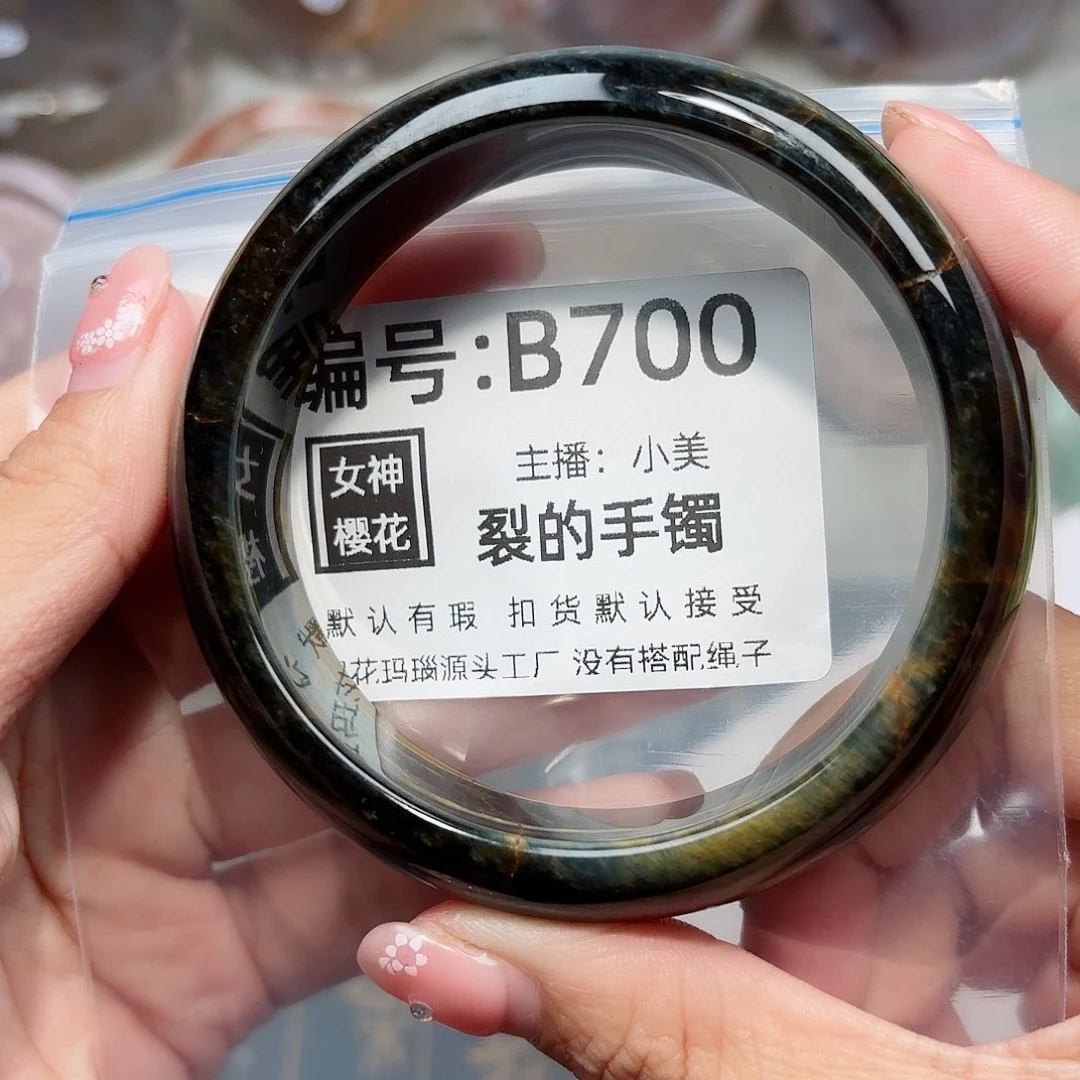 编号:B700
女神
樱花
主播：小美
裂的手镯
默认有瑕 扣货默认接受
花玛瑙源头工厂 没有搭配绳子